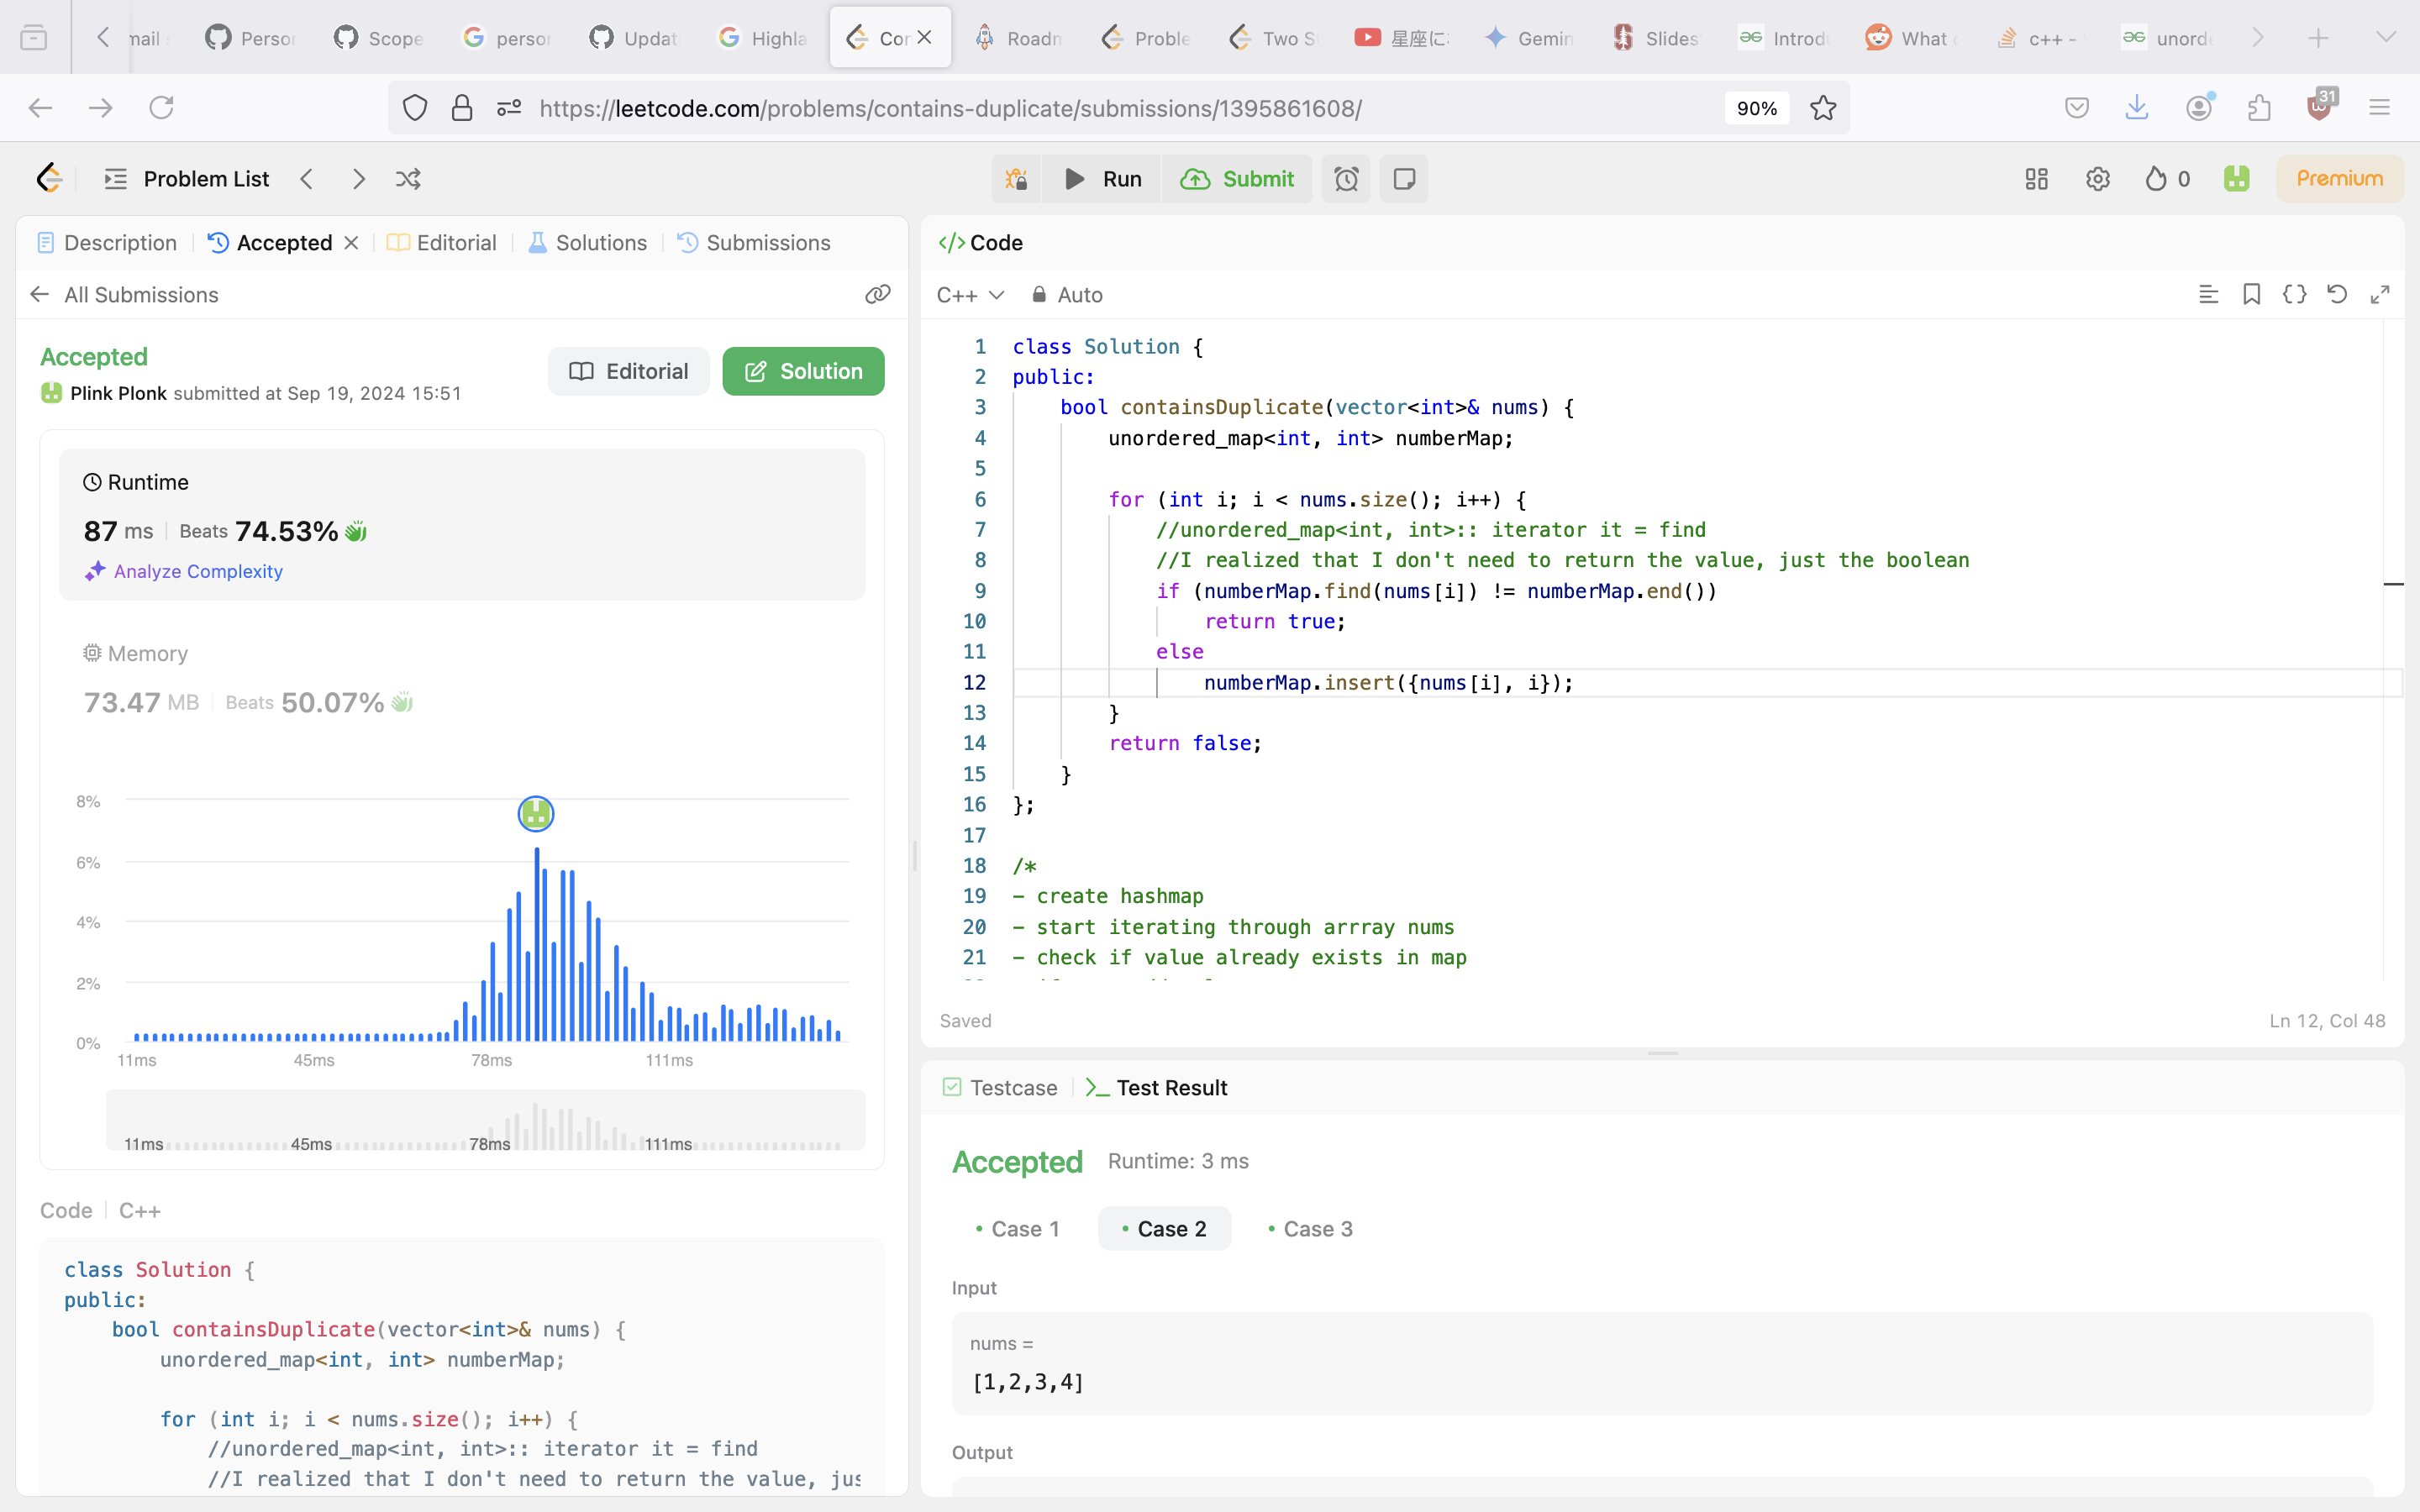 mail
Person
Scope
person
Updat
Highla
Con
Roadm
Proble
Two S
星座に
Gemin
Slides
Introdu
What
c++ -
unord
https://leetcode.com/problems/contains-duplicate/submissions/1395861608/
90%
31
Problem List
Run
Submit
0
Premium
Description
Accepted
Editorial
Solutions
Submissions
All Submissions
Accepted
Plink Plonk submitted at Sep 19, 2024 15:51
Editorial
Solution
Runtime
87 ms Beats 74.53%
Analyze Complexity
Memory
73.47 MB Beats 50.07%
8%
6%
4%
2%
0%
11ms 45ms 78ms 111ms
11ms 45ms 78ms 111ms
Code C++
class Solution {
public:
bool containsDuplicate(vector<int>& nums) {
unordered_map<int, int> numberMap;
for (int i; i < nums.size(); i++) {
//unordered_map<int, int>:: iterator it = find
//I realized that I don't need to return the value, jus
</> Code
C++ Auto
1 class Solution {
2 public:
3 bool containsDuplicate(vector<int>& nums) {
4 unordered_map<int, int> numberMap;
5
6 for (int i; i < nums.size(); i++) {
7 //unordered_map<int, int>:: iterator it = find
8 //I realized that I don't need to return the value, just the boolean
9 if (numberMap.find(nums[i]) != numberMap.end())
10 return true;
11 else
12 numberMap.insert({nums[i], i});
13 }
14 return false;
15 }
16 };
17
18 /*
19 - create hashmap
20 - start iterating through arrray nums
21 - check if value already exists in map
Saved
Ln 12, Col 48
Testcase
Test Result
Accepted Runtime: 3 ms
Case 1
Case 2
Case 3
Input
nums =
[1,2,3,4]
Output